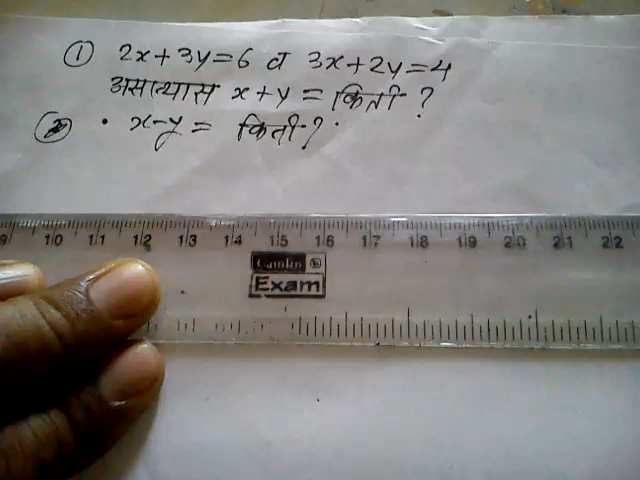 ① 2x+3y=6 व 3x+2y=4
असल्यास x+y = किती ?
② • x-y = किती ?
9 10 11 12 13 14 15 16 17 18 19 20 21 22
Camlin
Exam